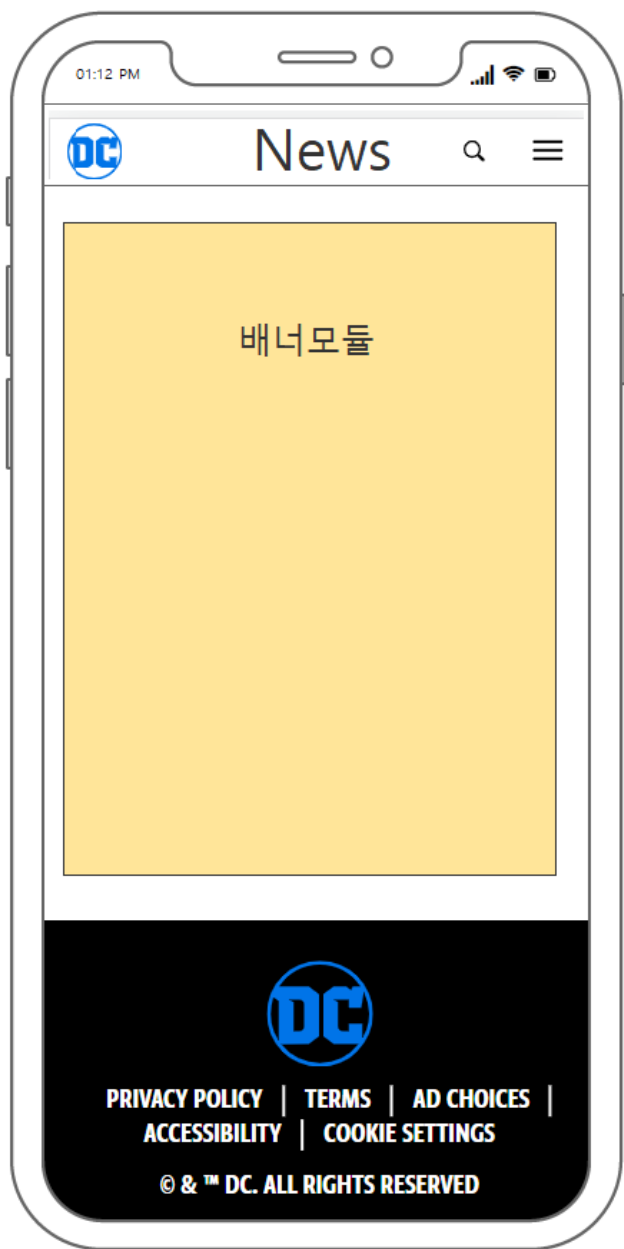 01:12 PM
DC News
배너모듈
DC
PRIVACY POLICY | TERMS | AD CHOICES |
ACCESSIBILITY | COOKIE SETTINGS
© & ™ DC. ALL RIGHTS RESERVED